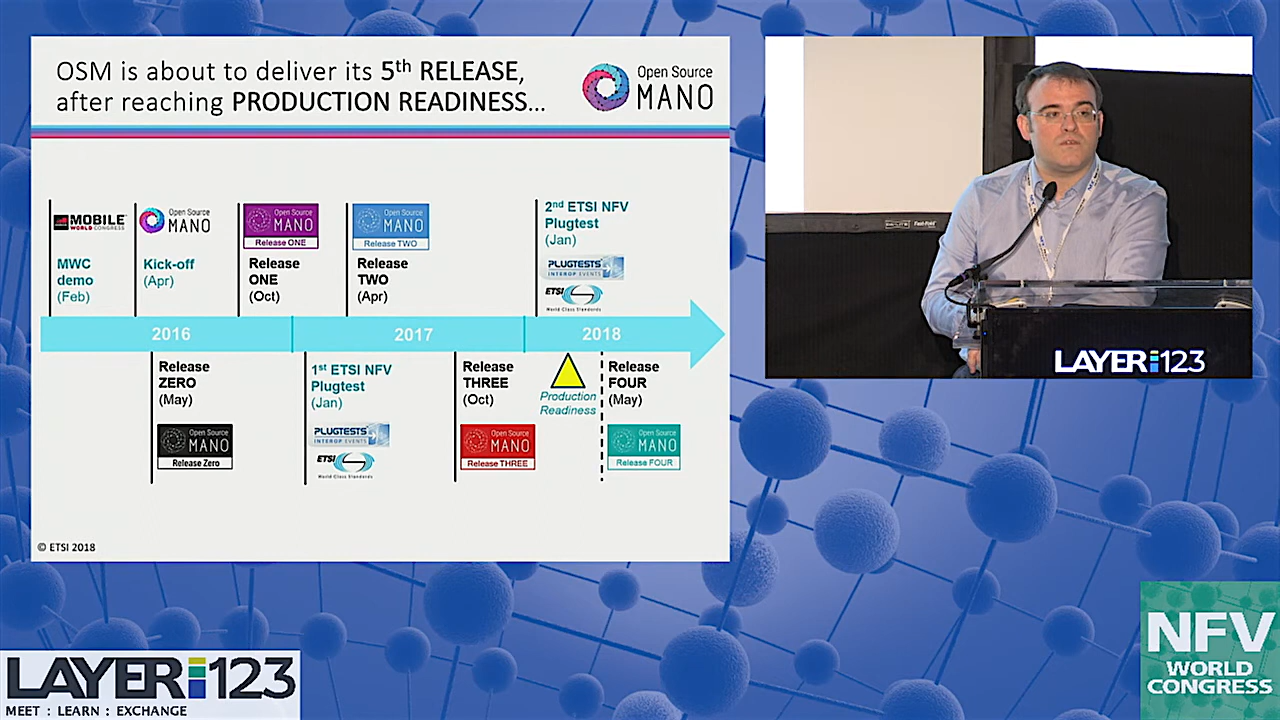 OSM is about to deliver its 5th RELEASE,
after reaching PRODUCTION READINESS...
Open Source
MANO
MOBILE
WORLD CONGRESS
MWC
demo
(Feb)
Open Source
MANO
Kick-off
(Apr)
Open Source
MANO
Release ONE
Release
ONE
(Oct)
Open Source
MANO
Release TWO
Release
TWO
(Apr)
2nd ETSI NFV
Plugtest
(Jan)
PLUGTESTS
INTEROP EVENTS
ETSI
World Class Standards
2016
2017
2018
Release
ZERO
(May)
Open Source
MANO
Release Zero
1st ETSI NFV
Plugtest
(Jan)
PLUGTESTS
INTEROP EVENTS
ETSI
World Class Standards
Release
THREE
(Oct)
Open Source
MANO
Release THREE
Production
Readiness
Release
FOUR
(May)
Open Source
MANO
Release FOUR
© ETSI 2018
LAYER123
LAYER123
MEET : LEARN : EXCHANGE
NFV
WORLD
CONGRESS